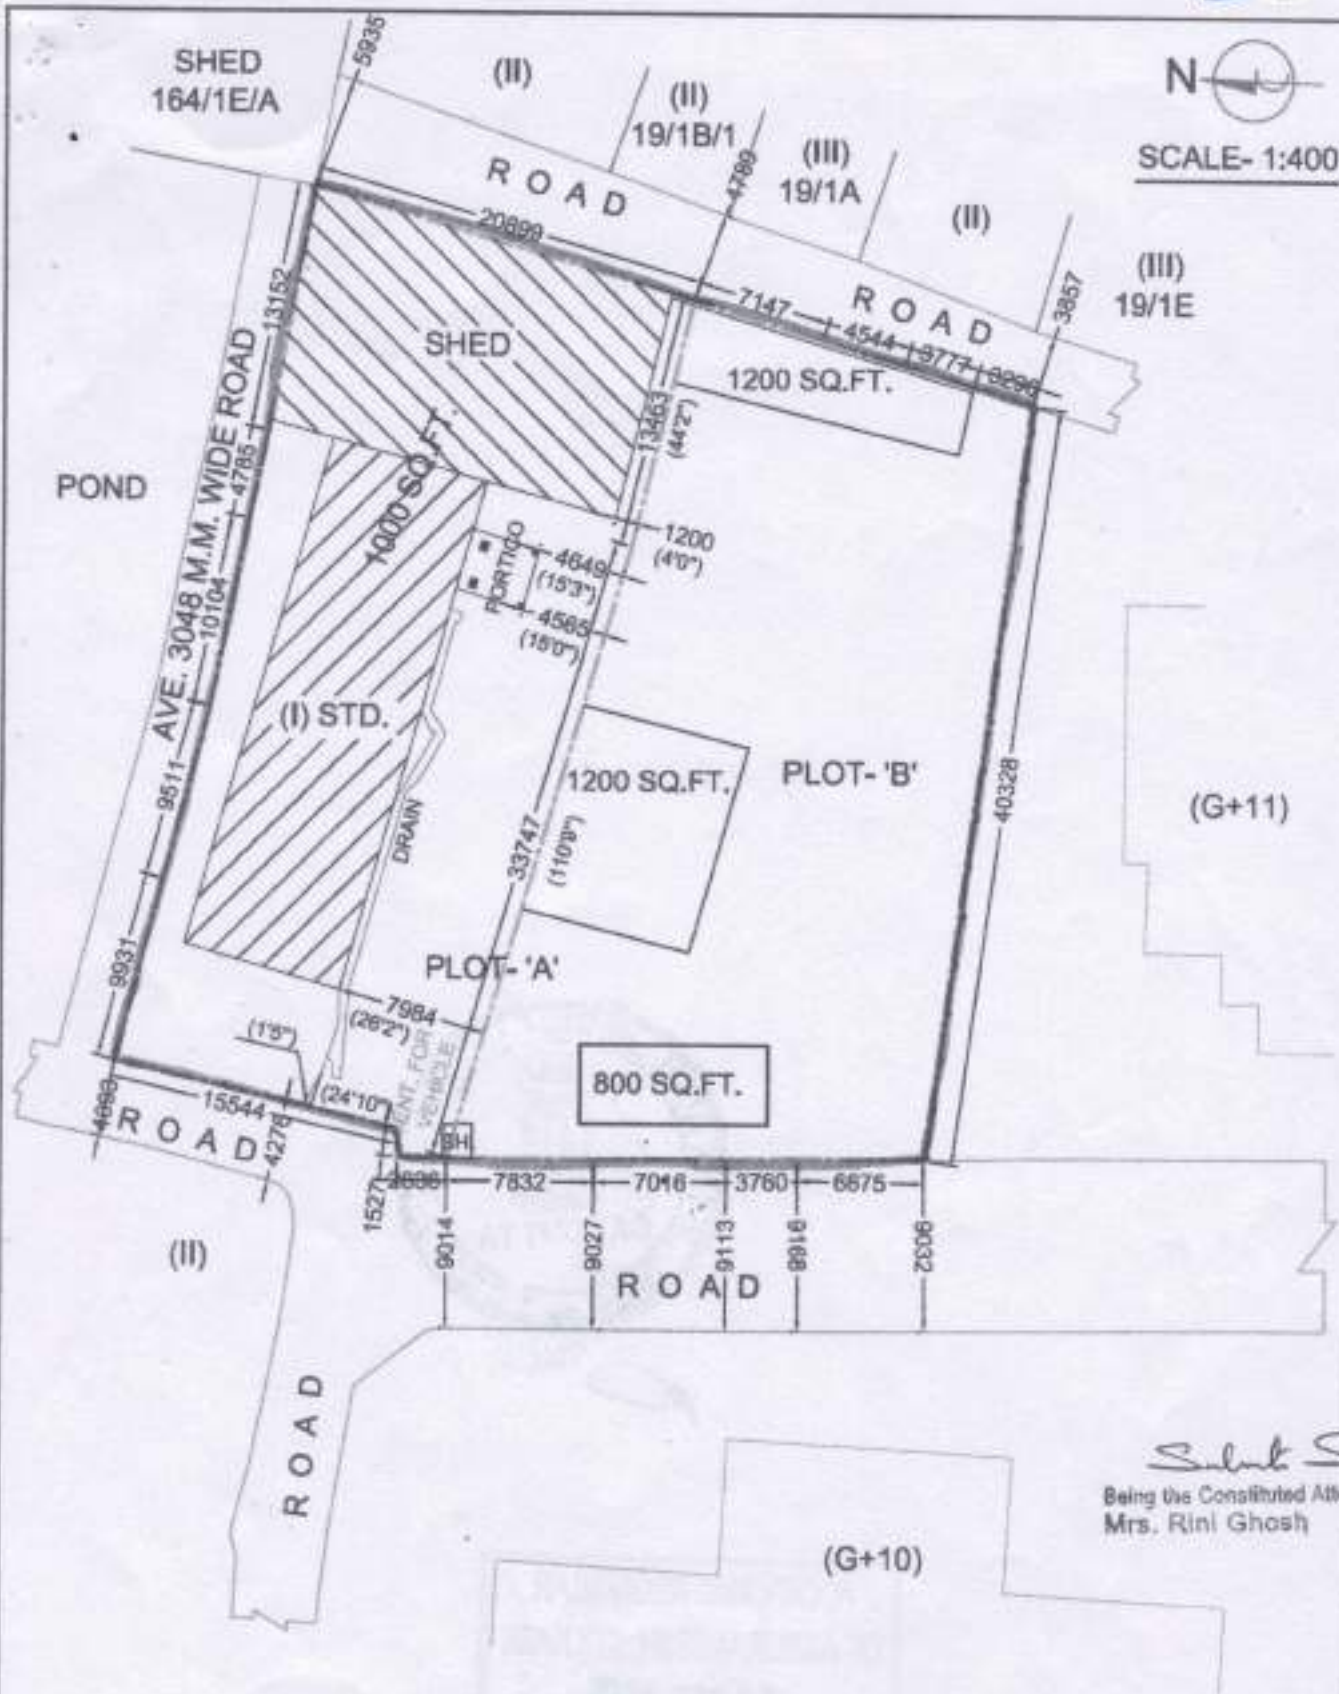 5935
SHED
164/1E/A
(II)
(II)
19/1B/1
4789
(III)
19/1A
(II)
N
SCALE- 1:400
ROAD
20899
ROAD
3857
(III)
19/1E
7147
4544
3777
13152
SHED
1200 SQ.FT.
13463
(44'2")
AVE. 3048 M.M. WIDE ROAD
4785
POND
1000 SQ.FT.
PORTICO
1200
(4'0")
4649
(15'3")
4565
(15'0")
10104
(I) STD.
9511
DRAIN
1200 SQ.FT.
PLOT- 'B'
40328
(G+11)
33747
9931
PLOT- 'A'
7984
(26'2")
(1'5")
ENT. FOR
VEHICLE
800 SQ.FT.
15544
(24'10")
ROAD
4276
1527
7832
7016
3760
6675
(II)
9014
9027
9113
9168
9032
ROAD
ROAD
Being the Constituted
Mrs. Rini Ghosh
(G+10)